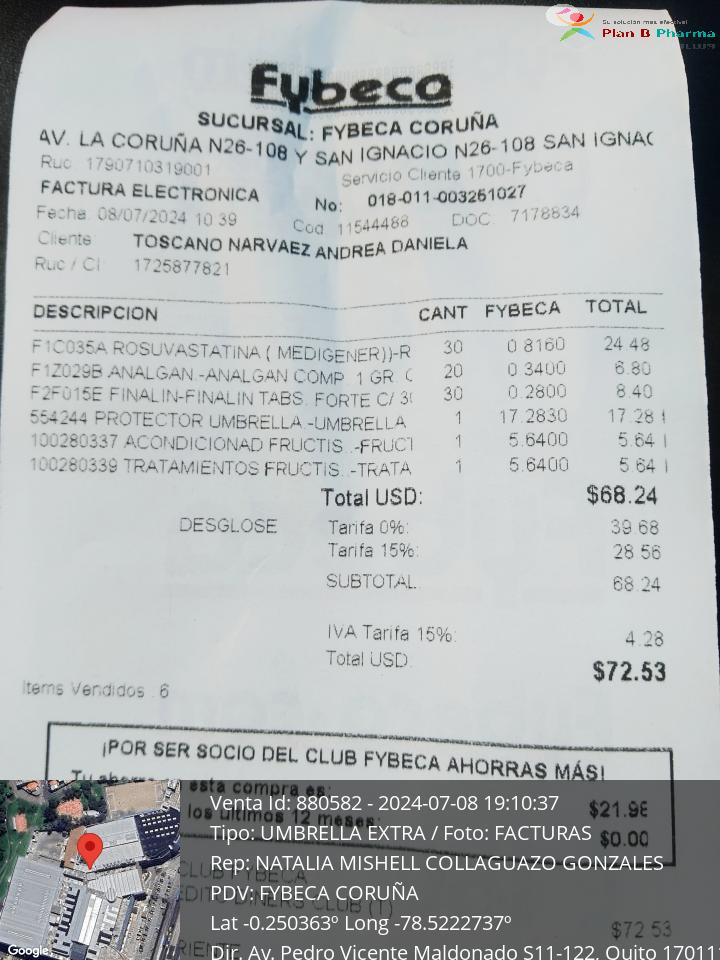 Su solución más efectiva!
Plan B Pharma
Fybeca
SUCURSAL: FYBECA CORUÑA
AV. LA CORUÑA N26-108 Y SAN IGNACIO N26-108 SAN IGNAC
Ruc: 1790710319001 Servicio Cliente 1700-Fybeca
FACTURA ELECTRONICA No: 018-011-003261027
Fecha: 08/07/2024 10:39 Cod: 11544488 DOC: 7178834
Cliente: TOSCANO NARVAEZ ANDREA DANIELA
Ruc / CI: 1725877821
DESCRIPCION CANT FYBECA TOTAL
F1C035A ROSUVASTATINA ( MEDIGENER))-R 30 0.8160 24.48
F1Z029B ANALGAN.-ANALGAN COMP. 1 GR. C 20 0.3400 6.80
F2F015E FINALIN-FINALIN TABS. FORTE C/ 30 0.2800 8.40
554244 PROTECTOR UMBRELLA.-UMBRELLA 1 17.2830 17.28 I
100280337 ACONDICIONAD FRUCTIS..-FRUCT 1 5.6400 5.64 I
100280339 TRATAMIENTOS FRUCTIS..-TRATA 1 5.6400 5.64 I
Total USD: $68.24
DESGLOSE Tarifa 0%: 39.68
Tarifa 15%: 28.56
SUBTOTAL: 68.24
IVA Tarifa 15%: 4.28
Total USD: $72.53
Items Vendidos : 6
¡POR SER SOCIO DEL CLUB FYBECA AHORRAS MÁS!
esta compra es: $21.98
los últimos 12 meses: $0.00
CLUB FYBECA
DINERS CLUB (T) $72.53
Venta Id: 880582 - 2024-07-08 19:10:37
Tipo: UMBRELLA EXTRA / Foto: FACTURAS
Rep: NATALIA MISHELL COLLAGUAZO GONZALES
PDV: FYBECA CORUÑA
Lat -0.250363º Long -78.5222737º
Dir. Av. Pedro Vicente Maldonado S11-122, Quito 17011
Google